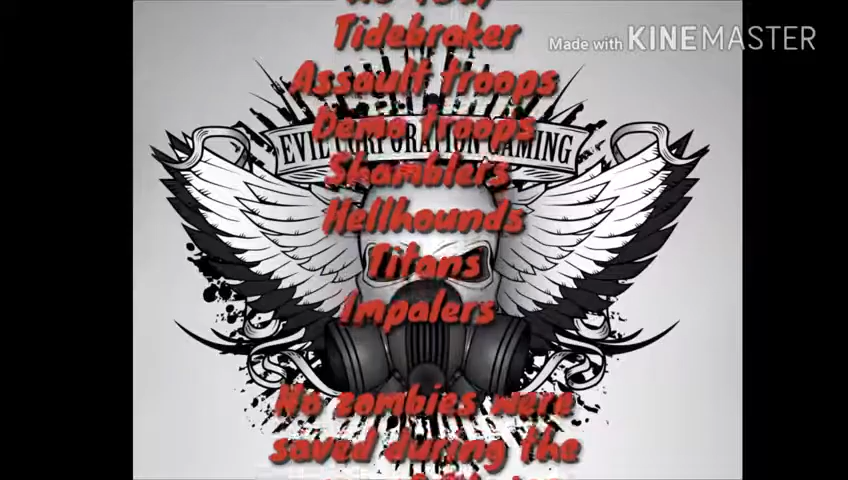 Tidebraker
Made with KINEMASTER
Assault troops
Demo troops
EVIL CORPORATION GAMING
Shamblers
Hellhounds
Titans
Impalers
No zombies were
saved during the